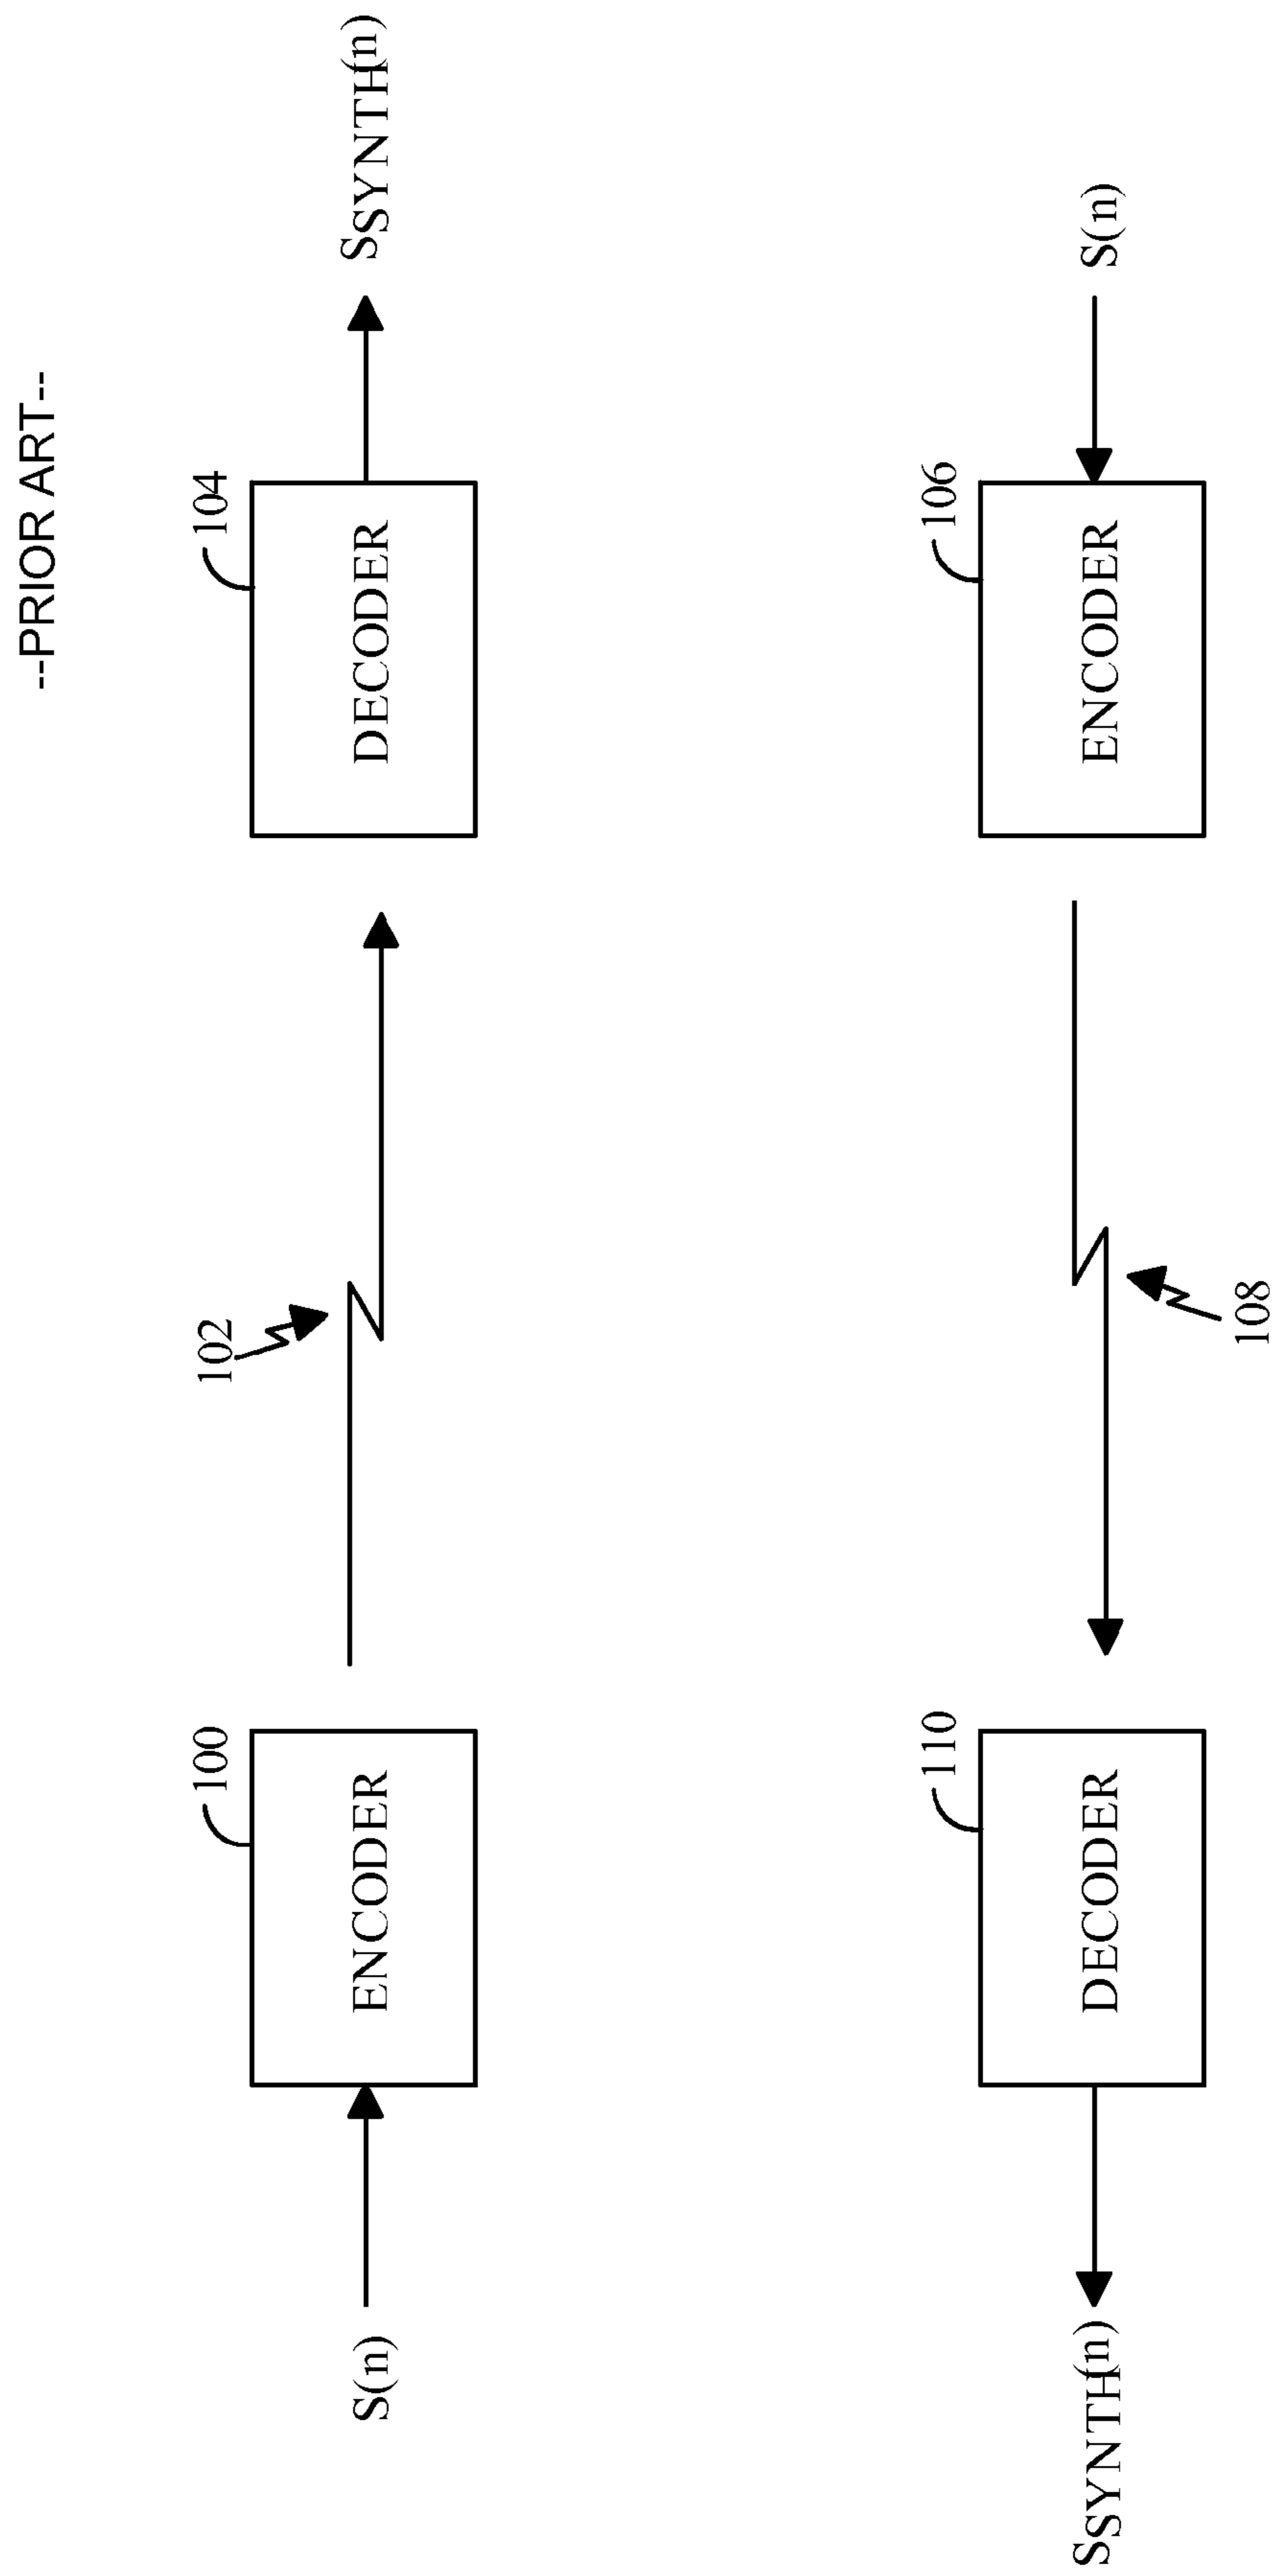 --PRIOR ART--
100
102
104
S(n)
ENCODER
DECODER
SSYNTH(n)
110
106
SSYNTH(n)
DECODER
ENCODER
S(n)
108